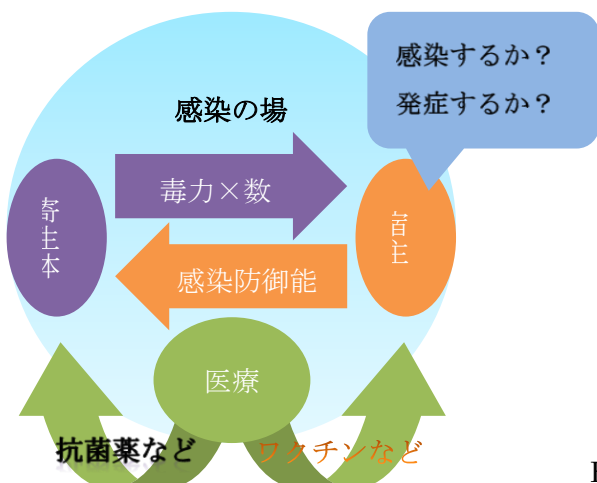 感染するか？
発症するか？
感染の場
毒力×数
寄生体
宿主
感染防御能
医療
抗菌薬など
ワクチンなど